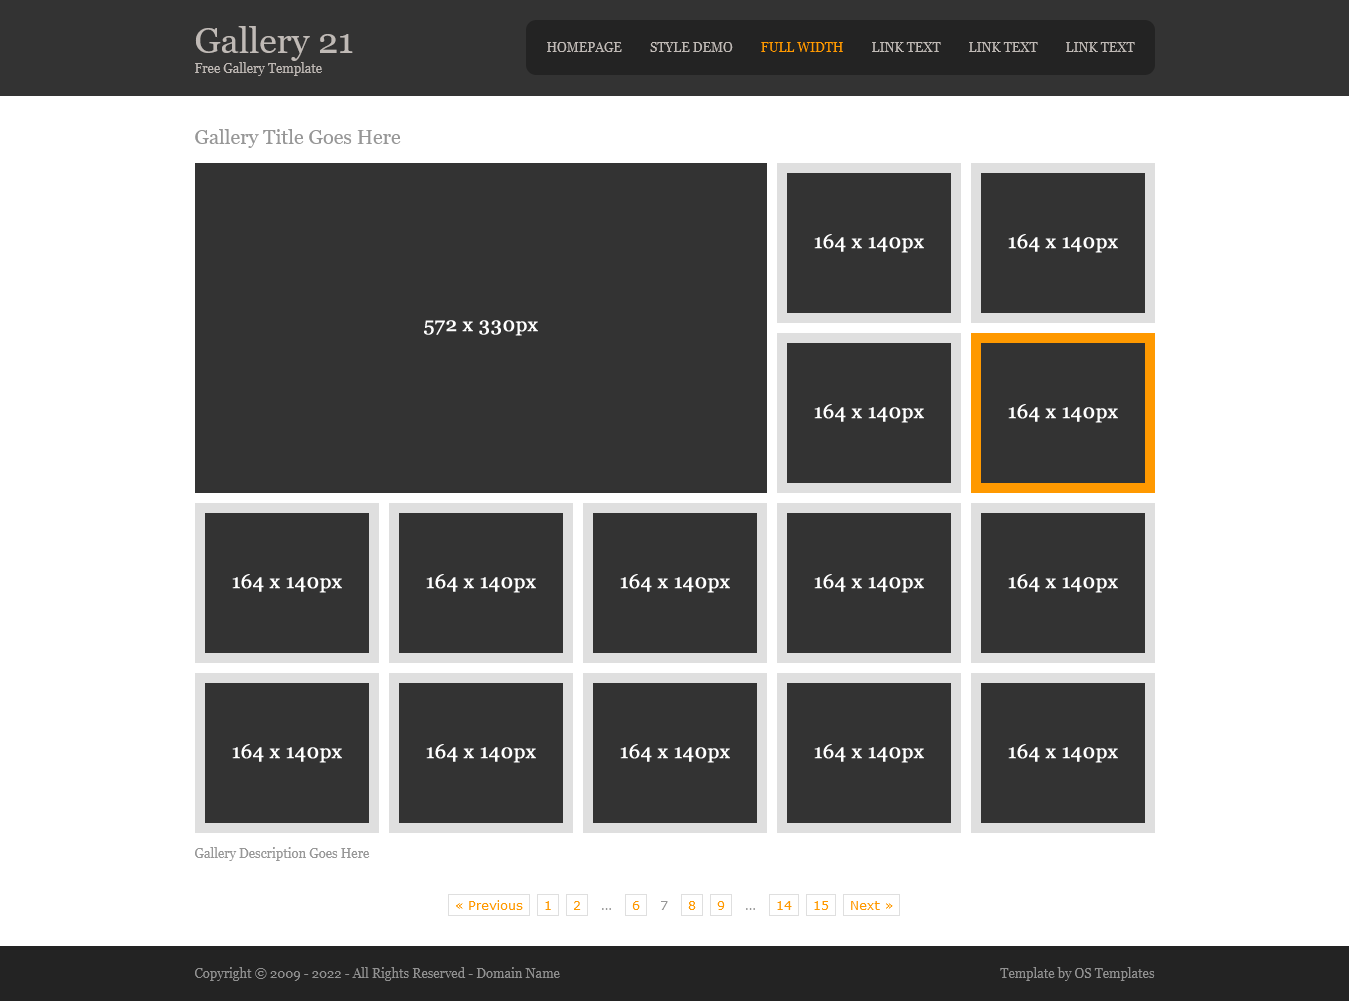 Gallery 21
Free Gallery Template
HOMEPAGE STYLE DEMO FULL WIDTH LINK TEXT LINK TEXT LINK TEXT
Gallery Title Goes Here
572 x 330px
164 x 140px 164 x 140px
164 x 140px 164 x 140px
164 x 140px 164 x 140px 164 x 140px 164 x 140px 164 x 140px
164 x 140px 164 x 140px 164 x 140px 164 x 140px 164 x 140px
Gallery Description Goes Here
« Previous 1 2 … 6 7 8 9 … 14 15 Next »
Copyright © 2009 - 2022 - All Rights Reserved - Domain Name
Template by OS Templates